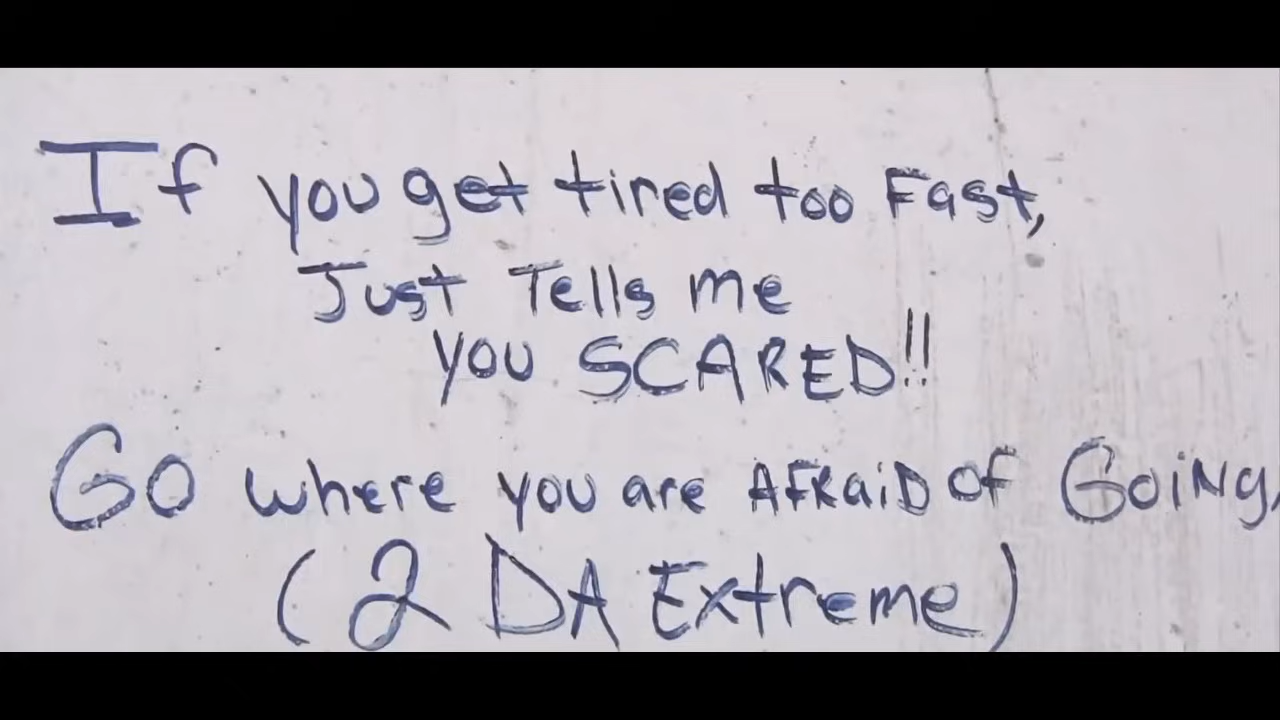 If you get tired too Fast,
Just Tells me
you SCARED!!
GO where you are AFRaiD of GoiNg,
(2 DA Extreme)